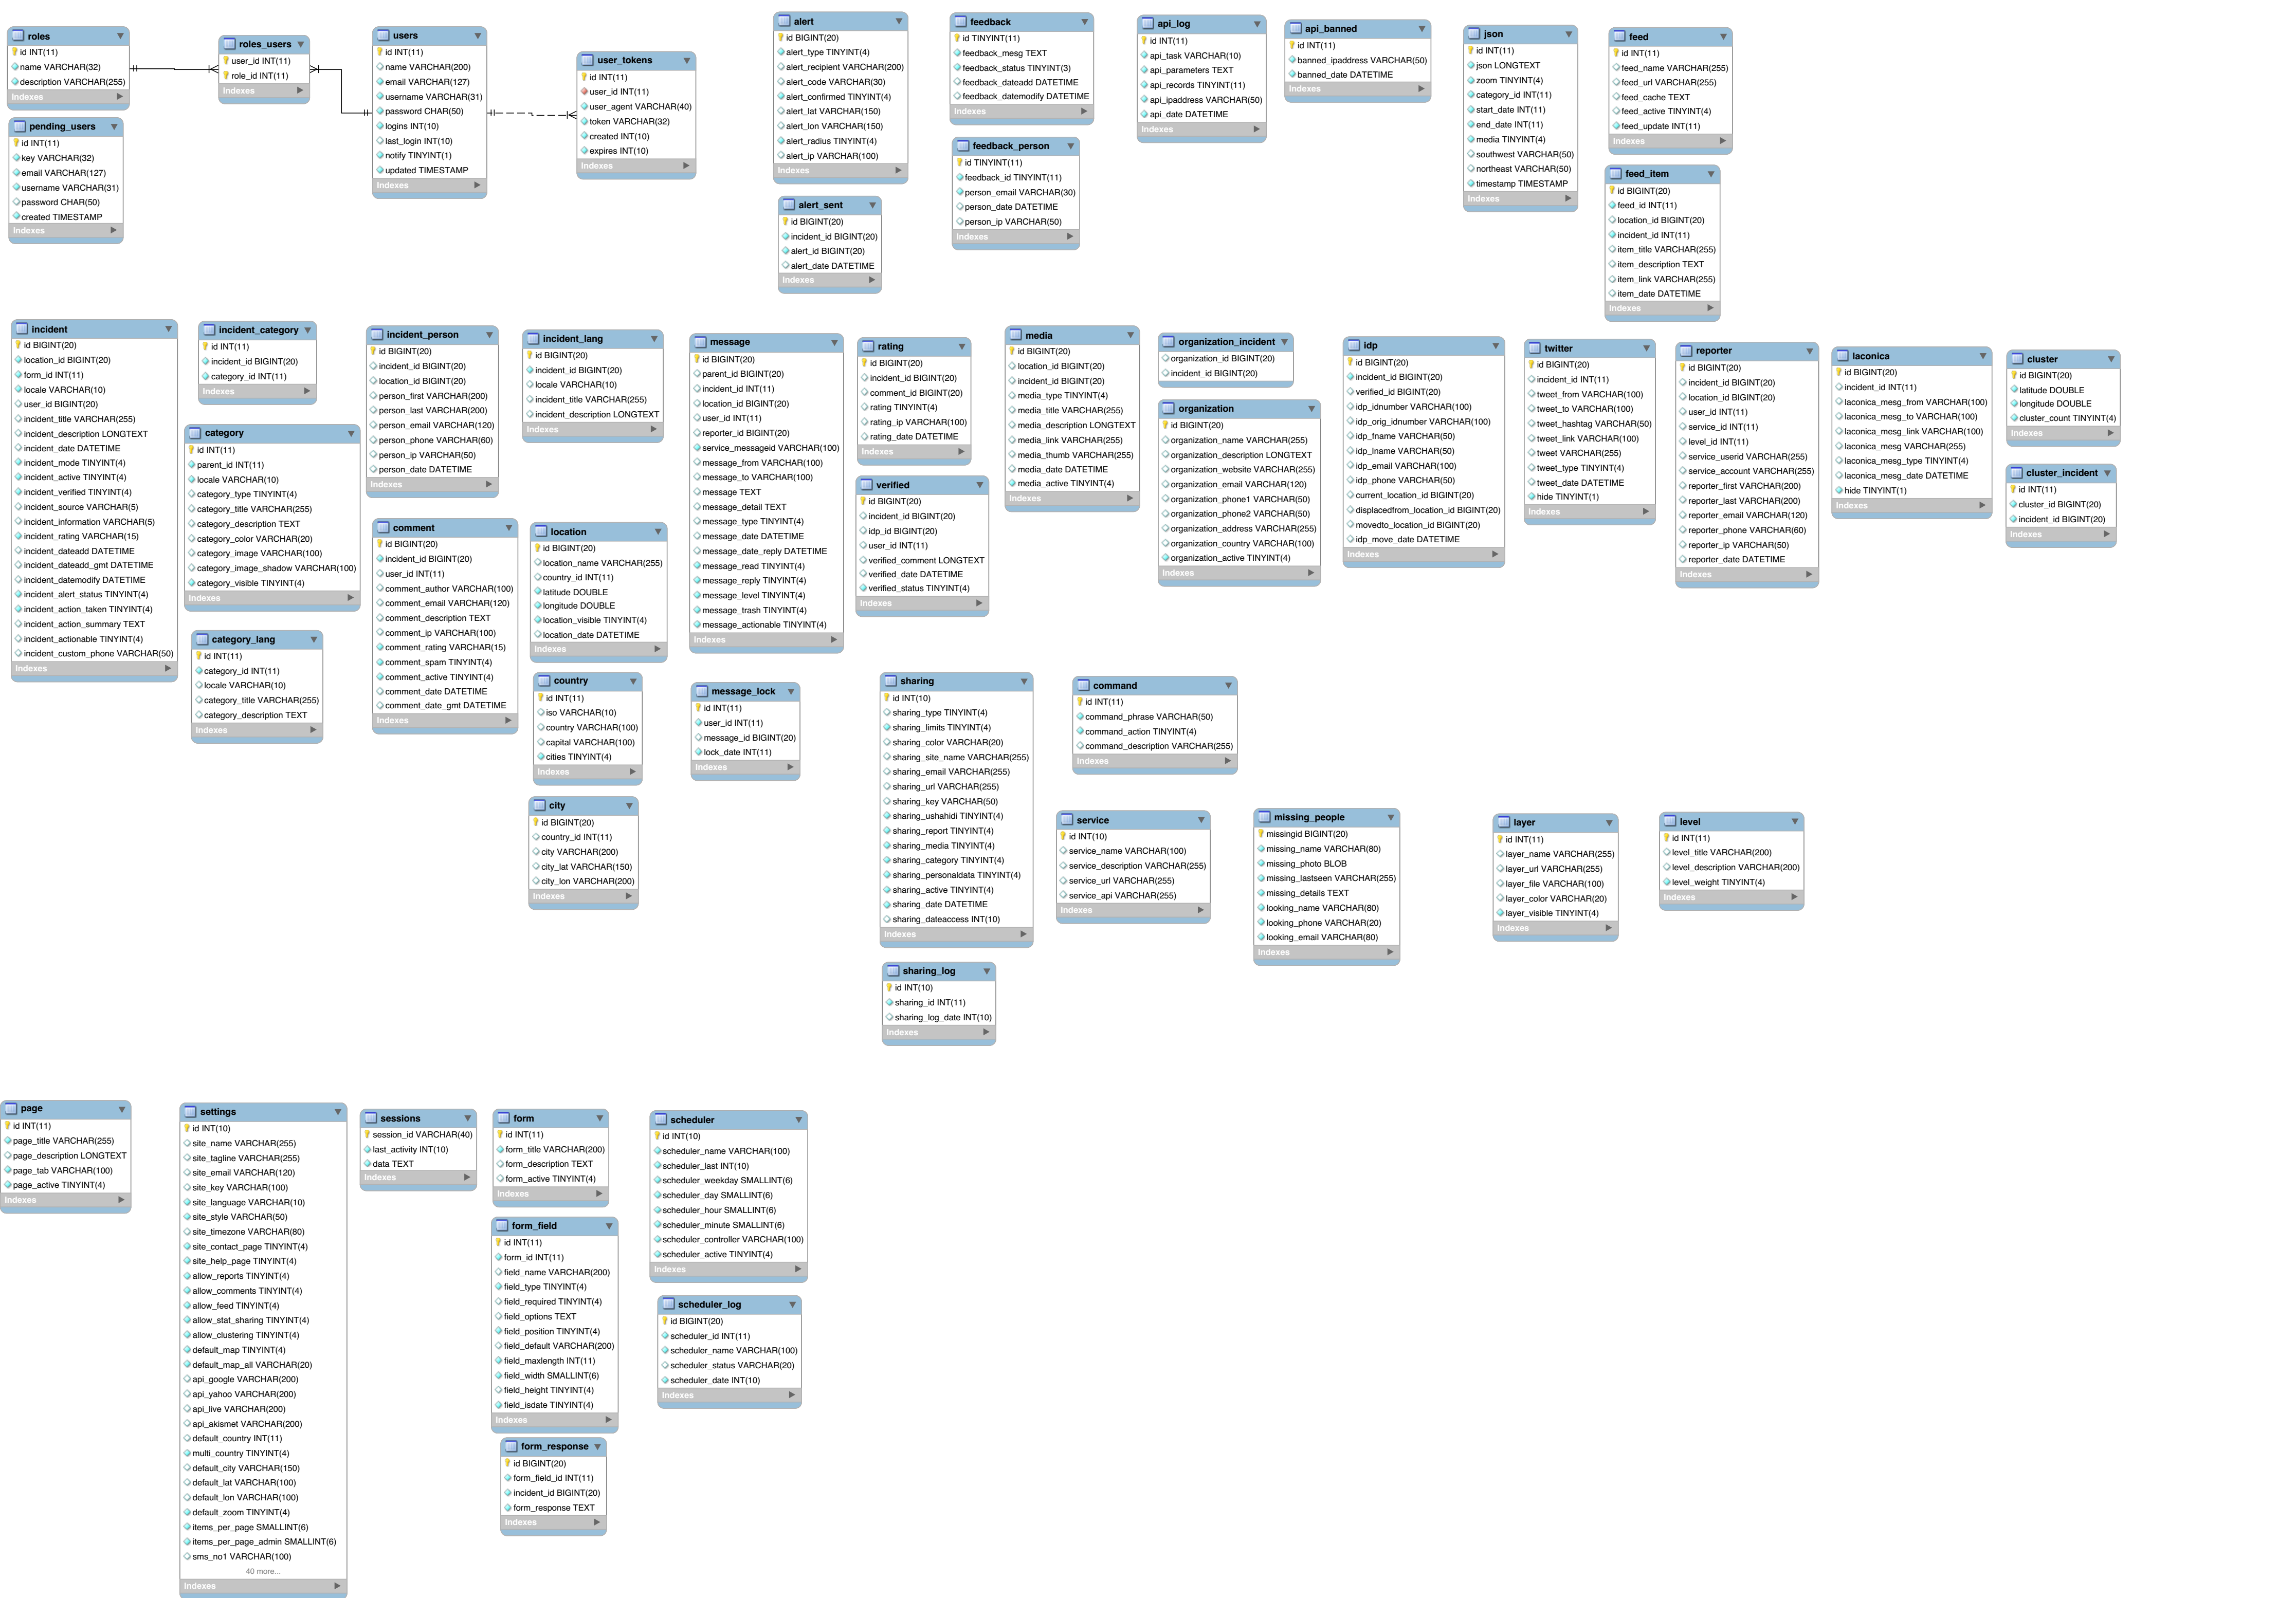 roles
id INT(11)
name VARCHAR(32)
description VARCHAR(255)
Indexes
pending_users
id INT(11)
key VARCHAR(32)
email VARCHAR(127)
username VARCHAR(31)
password CHAR(50)
created TIMESTAMP
Indexes
roles_users
user_id INT(11)
role_id INT(11)
Indexes
users
id INT(11)
name VARCHAR(200)
email VARCHAR(127)
username VARCHAR(31)
password CHAR(50)
logins INT(10)
last_login INT(10)
notify TINYINT(1)
updated TIMESTAMP
Indexes
user_tokens
id INT(11)
user_id INT(11)
user_agent VARCHAR(40)
token VARCHAR(32)
created INT(10)
expires INT(10)
Indexes
alert
id BIGINT(20)
alert_type TINYINT(4)
alert_recipient VARCHAR(200)
alert_code VARCHAR(30)
alert_confirmed TINYINT(4)
alert_lat VARCHAR(150)
alert_lon VARCHAR(150)
alert_radius TINYINT(4)
alert_ip VARCHAR(100)
Indexes
alert_sent
id BIGINT(20)
incident_id BIGINT(20)
alert_id BIGINT(20)
alert_date DATETIME
Indexes
feedback
id TINYINT(11)
feedback_mesg TEXT
feedback_status TINYINT(3)
feedback_dateadd DATETIME
feedback_datemodify DATETIME
Indexes
feedback_person
id TINYINT(11)
feedback_id TINYINT(11)
person_email VARCHAR(30)
person_date DATETIME
person_ip VARCHAR(50)
Indexes
api_log
id INT(11)
api_task VARCHAR(10)
api_parameters TEXT
api_records TINYINT(11)
api_ipaddress VARCHAR(50)
api_date DATETIME
Indexes
api_banned
id INT(11)
banned_ipaddress VARCHAR(50)
banned_date DATETIME
Indexes
json
id INT(11)
json LONGTEXT
zoom TINYINT(4)
category_id INT(11)
start_date INT(11)
end_date INT(11)
media TINYINT(4)
southwest VARCHAR(50)
northeast VARCHAR(50)
timestamp TIMESTAMP
Indexes
feed
id INT(11)
feed_name VARCHAR(255)
feed_url VARCHAR(255)
feed_cache TEXT
feed_active TINYINT(4)
feed_update INT(11)
Indexes
feed_item
id BIGINT(20)
feed_id INT(11)
location_id BIGINT(20)
incident_id INT(11)
item_title VARCHAR(255)
item_description TEXT
item_link VARCHAR(255)
item_date DATETIME
Indexes
incident
id BIGINT(20)
location_id BIGINT(20)
form_id INT(11)
locale VARCHAR(10)
user_id BIGINT(20)
incident_title VARCHAR(255)
incident_description LONGTEXT
incident_date DATETIME
incident_mode TINYINT(4)
incident_active TINYINT(4)
incident_verified TINYINT(4)
incident_source VARCHAR(5)
incident_information VARCHAR(5)
incident_rating VARCHAR(15)
incident_dateadd DATETIME
incident_dateadd_gmt DATETIME
incident_datemodify DATETIME
incident_alert_status TINYINT(4)
incident_action_taken TINYINT(4)
incident_action_summary TEXT
incident_actionable TINYINT(4)
incident_custom_phone VARCHAR(50)
Indexes
incident_category
id INT(11)
incident_id BIGINT(20)
category_id INT(11)
Indexes
category
id INT(11)
parent_id INT(11)
locale VARCHAR(10)
category_type TINYINT(4)
category_title VARCHAR(255)
category_description TEXT
category_color VARCHAR(20)
category_image VARCHAR(100)
category_image_shadow VARCHAR(100)
category_visible TINYINT(4)
Indexes
category_lang
id INT(11)
category_id INT(11)
locale VARCHAR(10)
category_title VARCHAR(255)
category_description TEXT
Indexes
incident_person
id BIGINT(20)
incident_id BIGINT(20)
location_id BIGINT(20)
person_first VARCHAR(200)
person_last VARCHAR(200)
person_email VARCHAR(120)
person_phone VARCHAR(60)
person_ip VARCHAR(50)
person_date DATETIME
Indexes
comment
id BIGINT(20)
incident_id BIGINT(20)
user_id INT(11)
comment_author VARCHAR(100)
comment_email VARCHAR(120)
comment_description TEXT
comment_ip VARCHAR(100)
comment_rating VARCHAR(15)
comment_spam TINYINT(4)
comment_active TINYINT(4)
comment_date DATETIME
comment_date_gmt DATETIME
Indexes
incident_lang
id BIGINT(20)
incident_id BIGINT(20)
locale VARCHAR(10)
incident_title VARCHAR(255)
incident_description LONGTEXT
Indexes
location
id BIGINT(20)
location_name VARCHAR(255)
country_id INT(11)
latitude DOUBLE
longitude DOUBLE
location_visible TINYINT(4)
location_date DATETIME
Indexes
country
id INT(11)
iso VARCHAR(10)
country VARCHAR(100)
capital VARCHAR(100)
cities TINYINT(4)
Indexes
city
id BIGINT(20)
country_id INT(11)
city VARCHAR(200)
city_lat VARCHAR(150)
city_lon VARCHAR(200)
Indexes
message
id BIGINT(20)
parent_id BIGINT(20)
incident_id INT(11)
location_id BIGINT(20)
user_id INT(11)
reporter_id BIGINT(20)
service_messageid VARCHAR(100)
message_from VARCHAR(100)
message_to VARCHAR(100)
message TEXT
message_detail TEXT
message_type TINYINT(4)
message_date DATETIME
message_date_reply DATETIME
message_read TINYINT(4)
message_reply TINYINT(4)
message_level TINYINT(4)
message_trash TINYINT(4)
message_actionable TINYINT(4)
Indexes
message_lock
id INT(11)
user_id INT(11)
message_id BIGINT(20)
lock_date INT(11)
Indexes
rating
id BIGINT(20)
incident_id BIGINT(20)
comment_id BIGINT(20)
rating TINYINT(4)
rating_ip VARCHAR(100)
rating_date DATETIME
Indexes
verified
id BIGINT(20)
incident_id BIGINT(20)
idp_id BIGINT(20)
user_id INT(11)
verified_comment LONGTEXT
verified_date DATETIME
verified_status TINYINT(4)
Indexes
media
id BIGINT(20)
location_id BIGINT(20)
incident_id BIGINT(20)
media_type TINYINT(4)
media_title VARCHAR(255)
media_description LONGTEXT
media_link VARCHAR(255)
media_thumb VARCHAR(255)
media_date DATETIME
media_active TINYINT(4)
Indexes
organization_incident
organization_id BIGINT(20)
incident_id BIGINT(20)
Indexes
organization
id BIGINT(20)
organization_name VARCHAR(255)
organization_description LONGTEXT
organization_website VARCHAR(255)
organization_email VARCHAR(120)
organization_phone1 VARCHAR(50)
organization_phone2 VARCHAR(50)
organization_address VARCHAR(255)
organization_country VARCHAR(100)
organization_active TINYINT(4)
Indexes
idp
id BIGINT(20)
incident_id BIGINT(20)
verified_id BIGINT(20)
idp_idnumber VARCHAR(100)
idp_orig_idnumber VARCHAR(100)
idp_fname VARCHAR(50)
idp_lname VARCHAR(50)
idp_email VARCHAR(100)
idp_phone VARCHAR(50)
current_location_id BIGINT(20)
displacedfrom_location_id BIGINT(20)
movedto_location_id BIGINT(20)
idp_move_date DATETIME
Indexes
twitter
id BIGINT(20)
incident_id INT(11)
tweet_from VARCHAR(100)
tweet_to VARCHAR(100)
tweet_hashtag VARCHAR(50)
tweet_link VARCHAR(100)
tweet VARCHAR(255)
tweet_type TINYINT(4)
tweet_date DATETIME
hide TINYINT(1)
Indexes
reporter
id BIGINT(20)
incident_id BIGINT(20)
location_id BIGINT(20)
user_id INT(11)
service_id INT(11)
level_id INT(11)
service_userid VARCHAR(255)
service_account VARCHAR(255)
reporter_first VARCHAR(200)
reporter_last VARCHAR(200)
reporter_email VARCHAR(120)
reporter_phone VARCHAR(60)
reporter_ip VARCHAR(50)
reporter_date DATETIME
Indexes
laconica
id BIGINT(20)
incident_id INT(11)
laconica_mesg_from VARCHAR(100)
laconica_mesg_to VARCHAR(100)
laconica_mesg_link VARCHAR(100)
laconica_mesg VARCHAR(255)
laconica_mesg_type TINYINT(4)
laconica_mesg_date DATETIME
hide TINYINT(1)
Indexes
cluster
id BIGINT(20)
latitude DOUBLE
longitude DOUBLE
cluster_count TINYINT(4)
Indexes
cluster_incident
id INT(11)
cluster_id BIGINT(20)
incident_id BIGINT(20)
Indexes
sharing
id INT(10)
sharing_type TINYINT(4)
sharing_limits TINYINT(4)
sharing_color VARCHAR(20)
sharing_site_name VARCHAR(255)
sharing_email VARCHAR(255)
sharing_url VARCHAR(255)
sharing_key VARCHAR(50)
sharing_ushahidi TINYINT(4)
sharing_report TINYINT(4)
sharing_media TINYINT(4)
sharing_category TINYINT(4)
sharing_personaldata TINYINT(4)
sharing_active TINYINT(4)
sharing_date DATETIME
sharing_dateaccess INT(10)
Indexes
sharing_log
id INT(10)
sharing_id INT(11)
sharing_log_date INT(10)
Indexes
command
id INT(11)
command_phrase VARCHAR(50)
command_action TINYINT(4)
command_description VARCHAR(255)
Indexes
service
id INT(10)
service_name VARCHAR(100)
service_description VARCHAR(255)
service_url VARCHAR(255)
service_api VARCHAR(255)
Indexes
missing_people
missingid BIGINT(20)
missing_name VARCHAR(80)
missing_photo BLOB
missing_lastseen VARCHAR(255)
missing_details TEXT
looking_name VARCHAR(80)
looking_phone VARCHAR(20)
looking_email VARCHAR(80)
Indexes
layer
id INT(11)
layer_name VARCHAR(255)
layer_url VARCHAR(255)
layer_file VARCHAR(100)
layer_color VARCHAR(20)
layer_visible TINYINT(4)
Indexes
level
id INT(11)
level_title VARCHAR(200)
level_description VARCHAR(200)
level_weight TINYINT(4)
Indexes
page
id INT(11)
page_title VARCHAR(255)
page_description LONGTEXT
page_tab VARCHAR(100)
page_active TINYINT(4)
Indexes
settings
id INT(10)
site_name VARCHAR(255)
site_tagline VARCHAR(255)
site_email VARCHAR(120)
site_key VARCHAR(100)
site_language VARCHAR(10)
site_style VARCHAR(50)
site_timezone VARCHAR(80)
site_contact_page TINYINT(4)
site_help_page TINYINT(4)
allow_reports TINYINT(4)
allow_comments TINYINT(4)
allow_feed TINYINT(4)
allow_stat_sharing TINYINT(4)
allow_clustering TINYINT(4)
default_map TINYINT(4)
default_map_all VARCHAR(20)
api_google VARCHAR(200)
api_yahoo VARCHAR(200)
api_live VARCHAR(200)
api_akismet VARCHAR(200)
default_country INT(11)
multi_country TINYINT(4)
default_city VARCHAR(150)
default_lat VARCHAR(100)
default_lon VARCHAR(100)
default_zoom TINYINT(4)
items_per_page SMALLINT(6)
items_per_page_admin SMALLINT(6)
sms_no1 VARCHAR(100)
40 more...
Indexes
sessions
session_id VARCHAR(40)
last_activity INT(10)
data TEXT
Indexes
form
id INT(11)
form_title VARCHAR(200)
form_description TEXT
form_active TINYINT(4)
Indexes
form_field
id INT(11)
form_id INT(11)
field_name VARCHAR(200)
field_type TINYINT(4)
field_required TINYINT(4)
field_options TEXT
field_position TINYINT(4)
field_default VARCHAR(200)
field_maxlength INT(11)
field_width SMALLINT(6)
field_height TINYINT(4)
field_isdate TINYINT(4)
Indexes
form_response
id BIGINT(20)
form_field_id INT(11)
incident_id BIGINT(20)
form_response TEXT
Indexes
scheduler
id INT(10)
scheduler_name VARCHAR(100)
scheduler_last INT(10)
scheduler_weekday SMALLINT(6)
scheduler_day SMALLINT(6)
scheduler_hour SMALLINT(6)
scheduler_minute SMALLINT(6)
scheduler_controller VARCHAR(100)
scheduler_active TINYINT(4)
Indexes
scheduler_log
id BIGINT(20)
scheduler_id INT(11)
scheduler_name VARCHAR(100)
scheduler_status VARCHAR(20)
scheduler_date INT(10)
Indexes